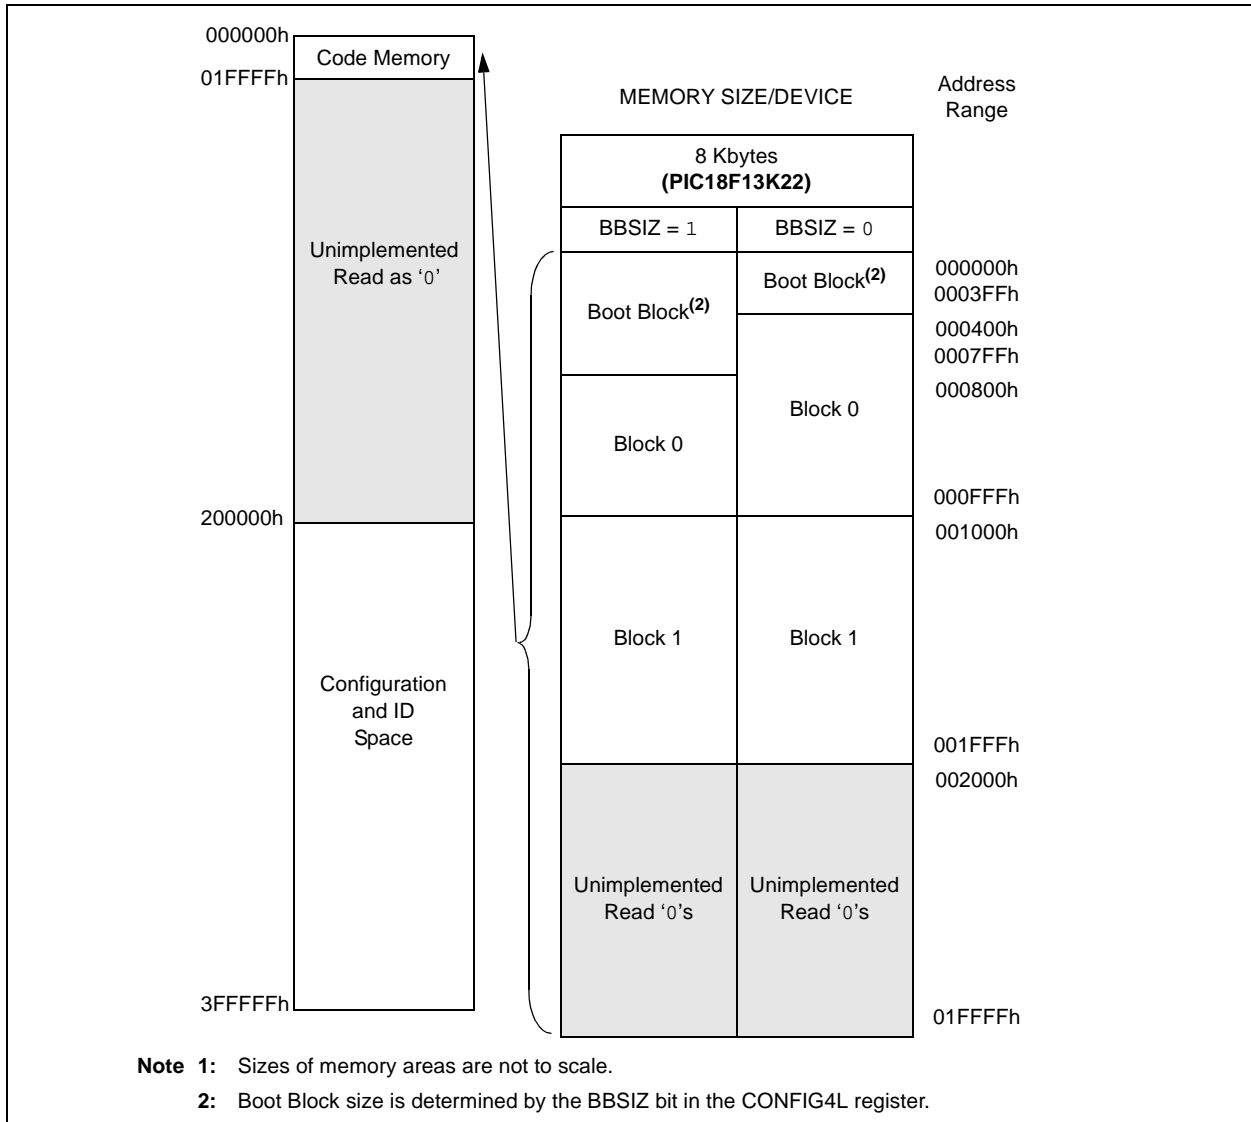 000000h
Code Memory
01FFFFh
Unimplemented
Read as ‘0’
200000h
Configuration
and ID
Space
3FFFFFh
MEMORY SIZE/DEVICE
Address
Range
8 Kbytes
(PIC18F13K22)
BBSIZ = 1
BBSIZ = 0
Boot Block(2)
Boot Block(2)
000000h
0003FFh
000400h
0007FFh
000800h
Block 0
Block 0
000FFFh
001000h
Block 1
Block 1
001FFFh
002000h
Unimplemented
Read ‘0’s
Unimplemented
Read ‘0’s
01FFFFh
Note 1: Sizes of memory areas are not to scale.
2: Boot Block size is determined by the BBSIZ bit in the CONFIG4L register.